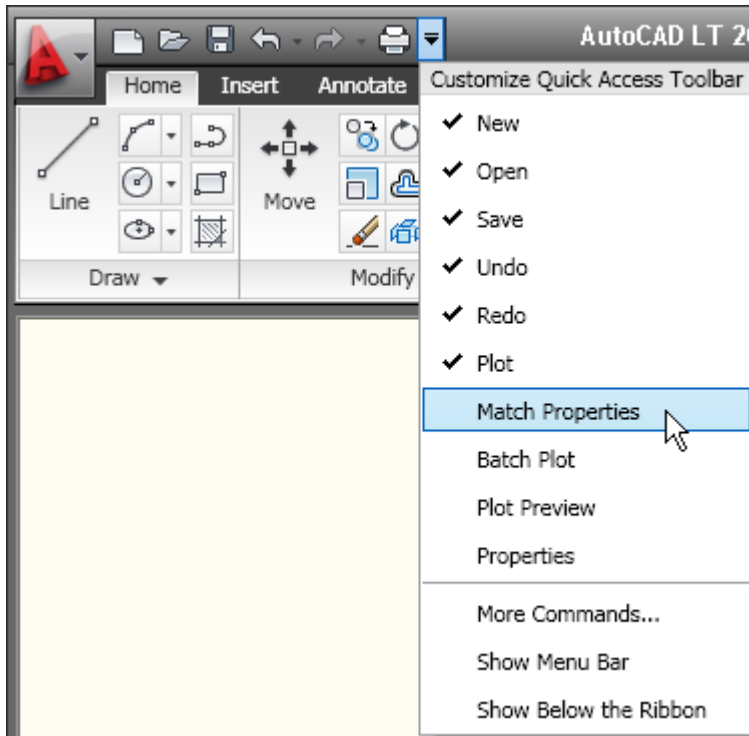 AutoCAD LT
Home Insert Annotate
Customize Quick Access Toolbar
New
Open
Save
Undo
Redo
Plot
Match Properties
Batch Plot
Plot Preview
Properties
More Commands...
Show Menu Bar
Show Below the Ribbon
Line
Move
Draw
Modify